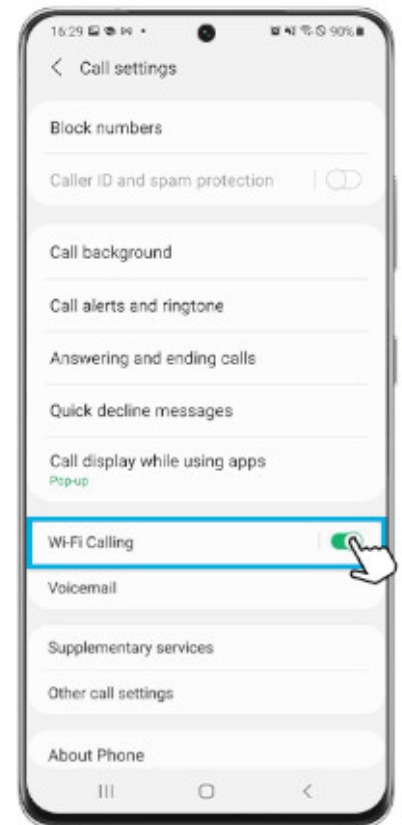 16:29
90%
Call settings
Block numbers
Caller ID and spam protection
Call background
Call alerts and ringtone
Answering and ending calls
Quick decline messages
Call display while using apps
Pop-up
Wi-Fi Calling
Voicemail
Supplementary services
Other call settings
About Phone